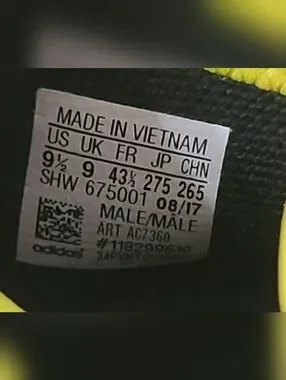 MADE IN VIETNAM
US UK FR JP CHN
9½ 9 43⅓ 275 265
SHW 675001 08/17
MALE/MÂLE
ART AC7360
adidas